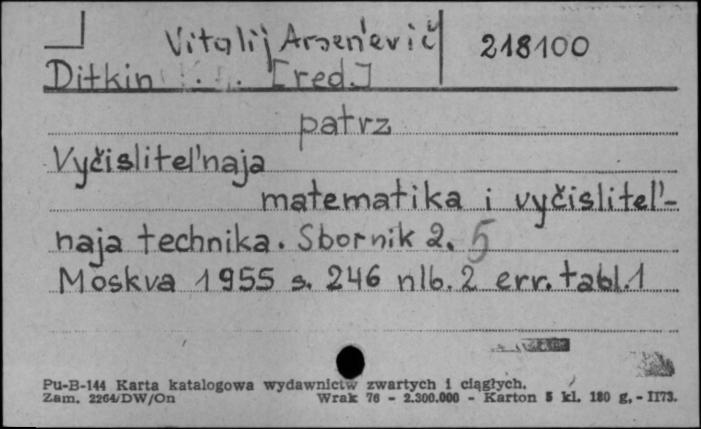 Vitalij Arsen'evič
218100
Ditkin [red.]
patrz
Vyčislitel'naja
matematika i vyčislitel'-
naja technika. Sbornik 2. 5
Moskva 1955 s. 246 nlb. 2 err. tabl. 1
Pu-B-144 Karta katalogowa wydawnictw zwartych i ciągłych.
Zam. 2264/DW/On Wrak 76 - 2.300.000 - Karton 5 kl. 180 g. - II73.